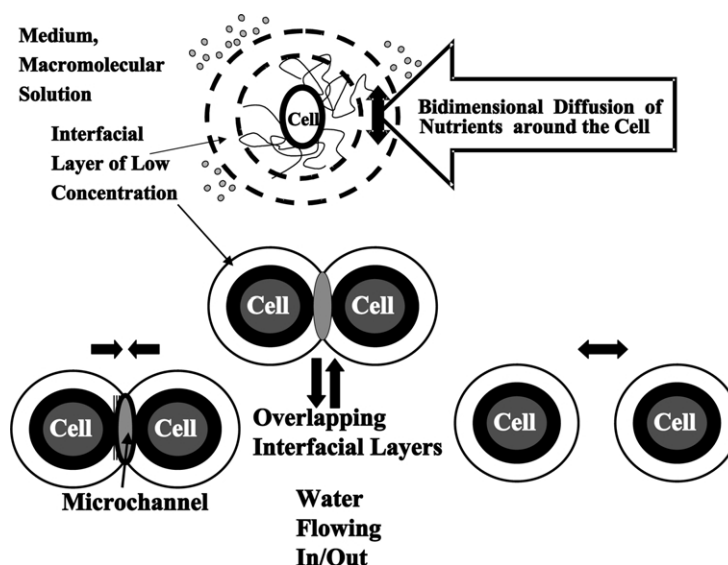 Medium,
Macromolecular
Solution
Interfacial
Layer of Low
Concentration
Cell
Bidimensional Diffusion of
Nutrients around the Cell
Cell
Cell
Cell
Cell
Microchannel
Overlapping
Interfacial Layers
Water
Flowing
In/Out
Cell
Cell